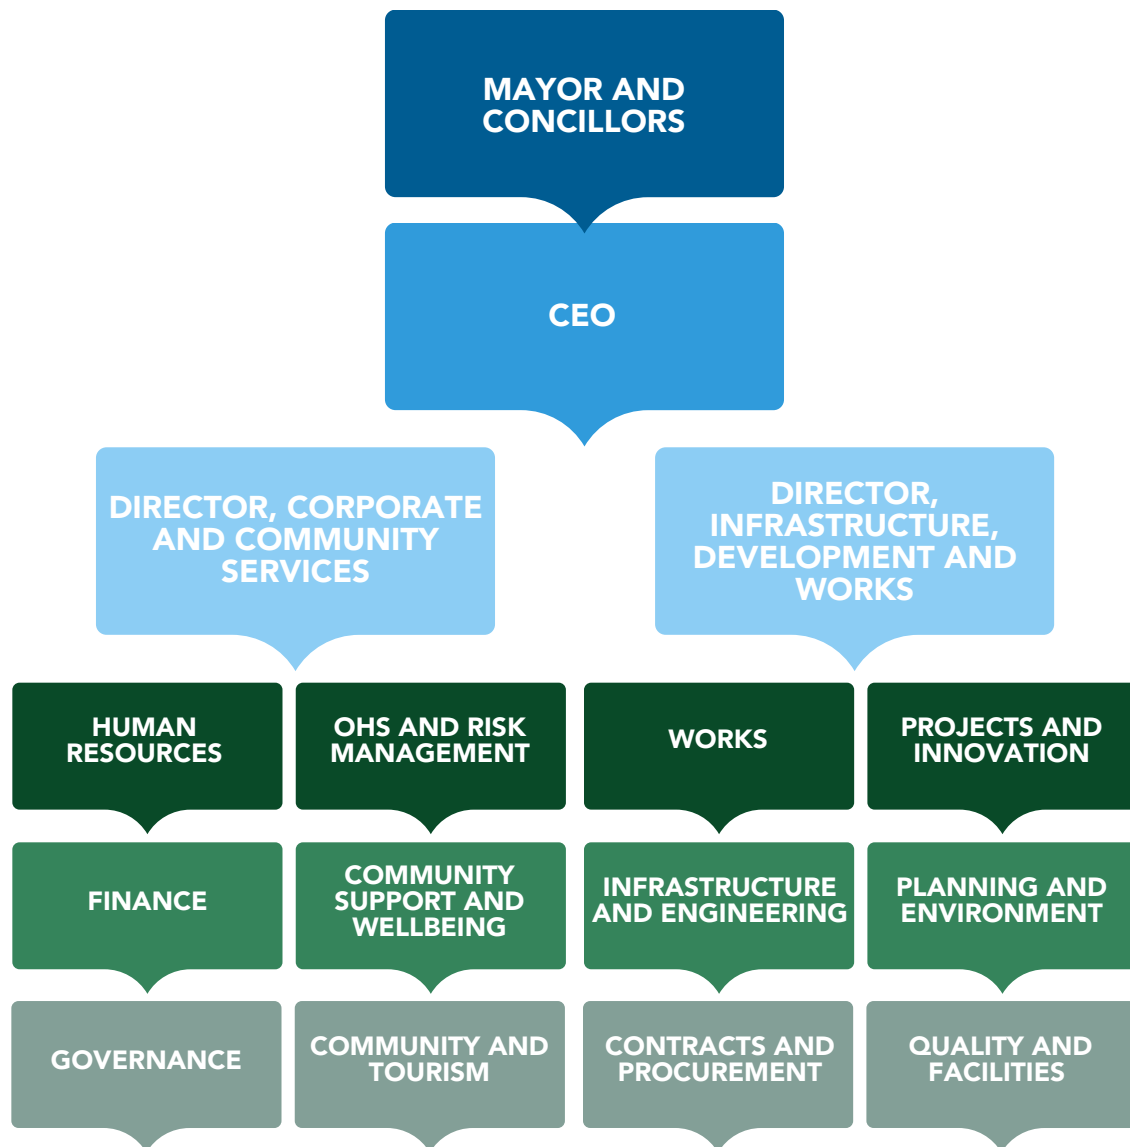 MAYOR AND
CONCILLORS
CEO
DIRECTOR, CORPORATE
AND COMMUNITY
SERVICES
DIRECTOR,
INFRASTRUCTURE,
DEVELOPMENT AND
WORKS
HUMAN
RESOURCES
OHS AND RISK
MANAGEMENT
WORKS
PROJECTS AND
INNOVATION
FINANCE
COMMUNITY
SUPPORT AND
WELLBEING
INFRASTRUCTURE
AND ENGINEERING
PLANNING AND
ENVIRONMENT
GOVERNANCE
COMMUNITY AND
TOURISM
CONTRACTS AND
PROCUREMENT
QUALITY AND
FACILITIES